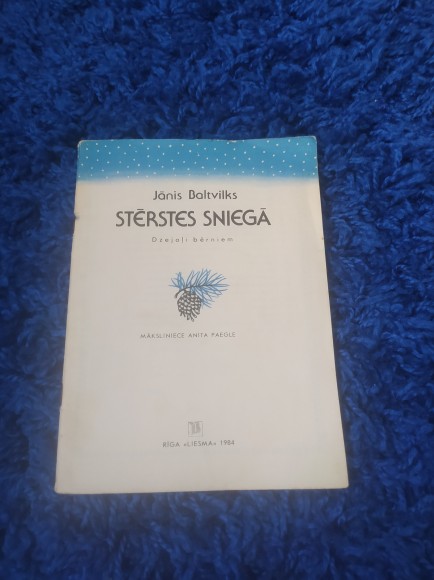 Jānis Baltvilks
STĒRSTES SNIEGĀ
Dzejoļi bērniem
MĀKSLINIECE ANITA PAEGLE
RĪGA «LIESMA» 1984